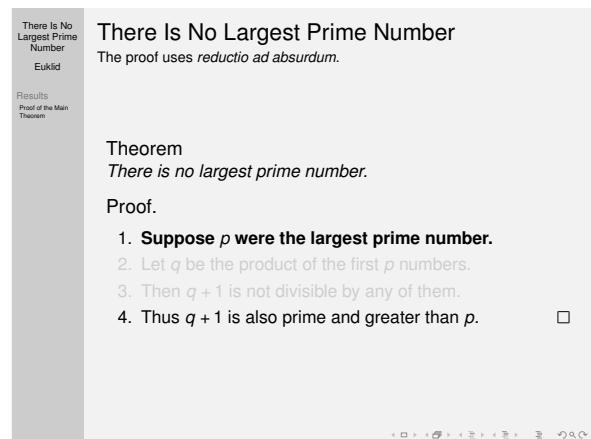 There Is No
Largest Prime
Number
Euklid
Results
Proof of the Main
Theorem
There Is No Largest Prime Number
The proof uses reductio ad absurdum.
Theorem
There is no largest prime number.
Proof.
1. Suppose p were the largest prime number.
2. Let q be the product of the first p numbers.
3. Then q + 1 is not divisible by any of them.
4. Thus q + 1 is also prime and greater than p. □